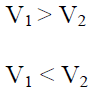 V₁ > V₂
V₁ < V₂